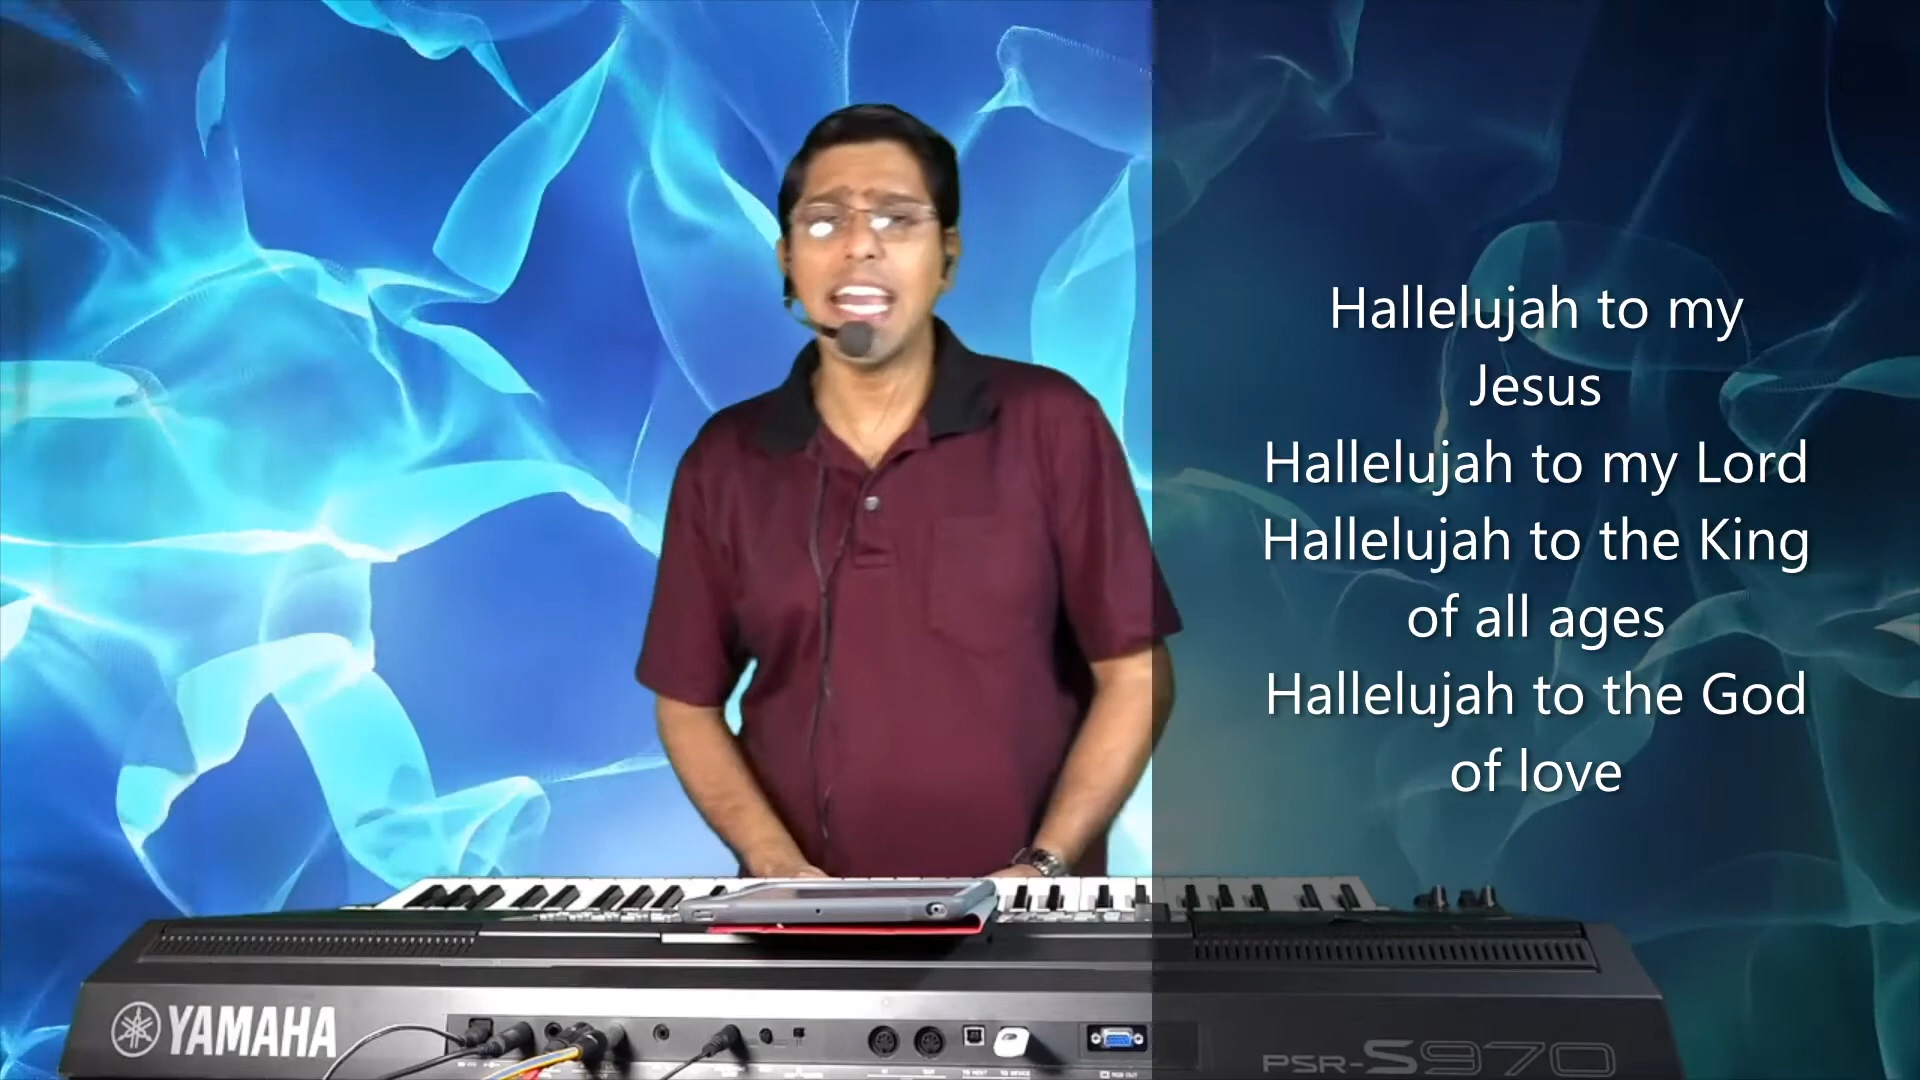 Hallelujah to my
Jesus
Hallelujah to my Lord
Hallelujah to the King
of all ages
Hallelujah to the God
of love
YAMAHA
PSR-S970